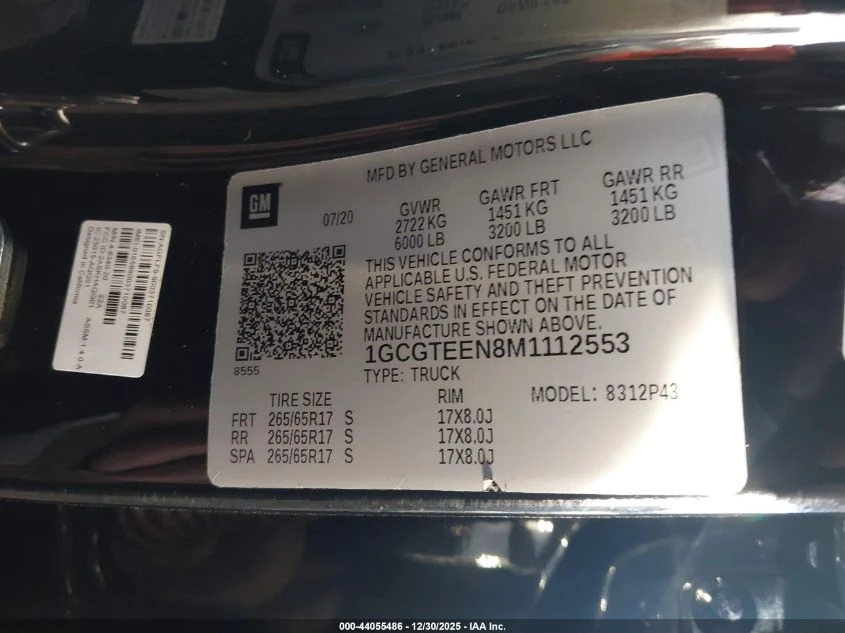 MFD BY GENERAL MOTORS LLC
GM
07/20
GVWR
2722 KG
6000 LB
GAWR FRT
1451 KG
3200 LB
GAWR RR
1451 KG
3200 LB
THIS VEHICLE CONFORMS TO ALL
APPLICABLE U.S. FEDERAL MOTOR
VEHICLE SAFETY AND THEFT PREVENTION
STANDARDS IN EFFECT ON THE DATE OF
MANUFACTURE SHOWN ABOVE.
1GCGTEEN8M1112553
8555
TYPE: TRUCK
MODEL: 8312P43
TIRE SIZE
RIM
FRT 265/65R17 S 17X8.0J
RR 265/65R17 S 17X8.0J
SPA 265/65R17 S 17X8.0J
Designed in California
000-44055486 - 12/30/2025 - IAA Inc.